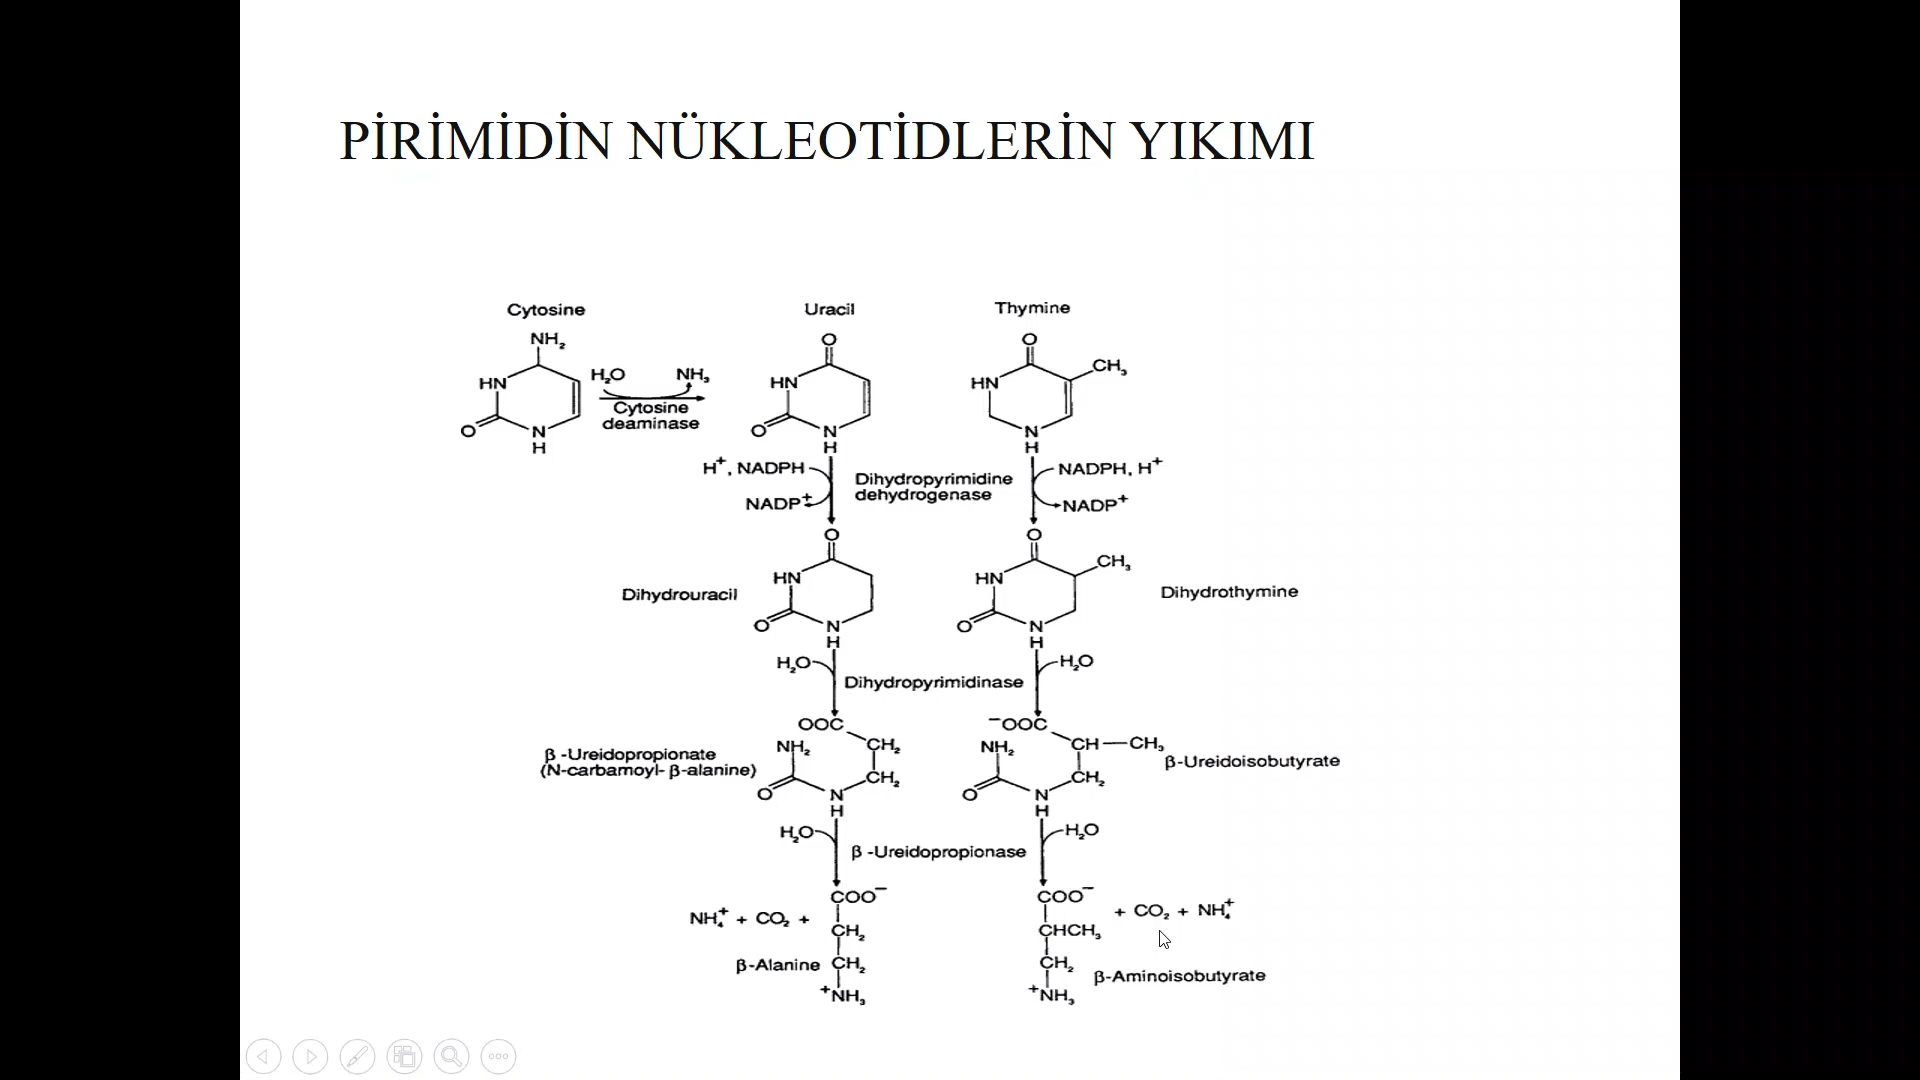 PİRİMİDİN NÜKLEOTİDLERİN YIKIMI
Cytosine
Uracil
Thymine
NH₂
O
O
HN
H₂O
NH₃
HN
HN
CH₃
Cytosine
deaminase
O
N
H
O
N
H
N
H
H⁺, NADPH
NADP⁺
Dihydropyrimidine
dehydrogenase
NADPH, H⁺
NADP⁺
O
O
HN
HN
CH₃
Dihydrouracil
Dihydrothymine
O
N
H
O
N
H
H₂O
H₂O
Dihydropyrimidinase
OOC
⁻OOC
NH₂
CH₂
NH₂
CH—CH₃
β -Ureidopropionate
(N-carbamoyl- β-alanine)
β-Ureidoisobutyrate
CH₂
CH₂
O
N
H
O
N
H
H₂O
H₂O
β -Ureidopropionase
COO⁻
COO⁻
NH₄⁺ + CO₂ +
+ CO₂ + NH₄⁺
CH₂
CHCH₃
β-Alanine
CH₂
CH₂
β-Aminoisobutyrate
⁺NH₃
⁺NH₃